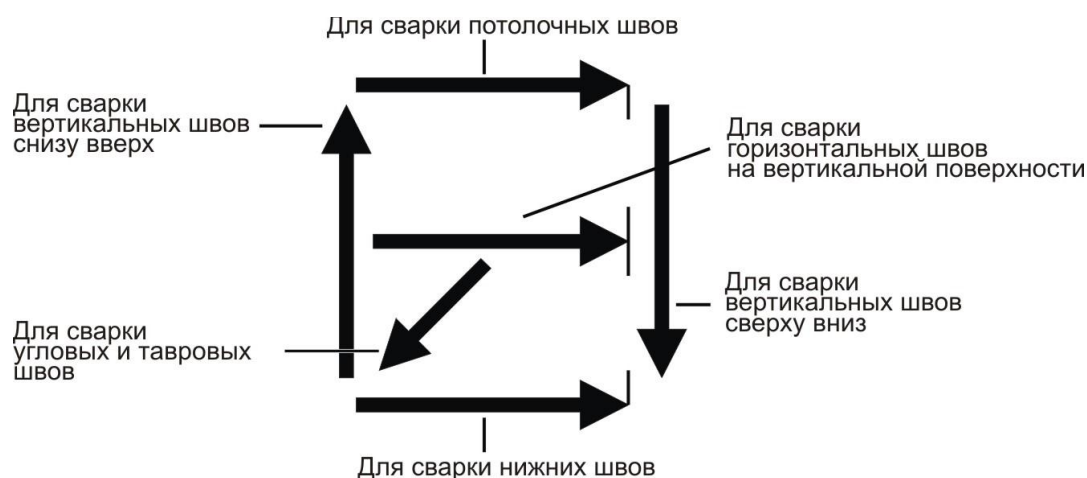 Для сварки потолочных швов
Для сварки
вертикальных швов
снизу вверх
Для сварки
горизонтальных швов
на вертикальной поверхности
Для сварки
вертикальных швов
сверху вниз
Для сварки
угловых и тавровых
швов
Для сварки нижних швов